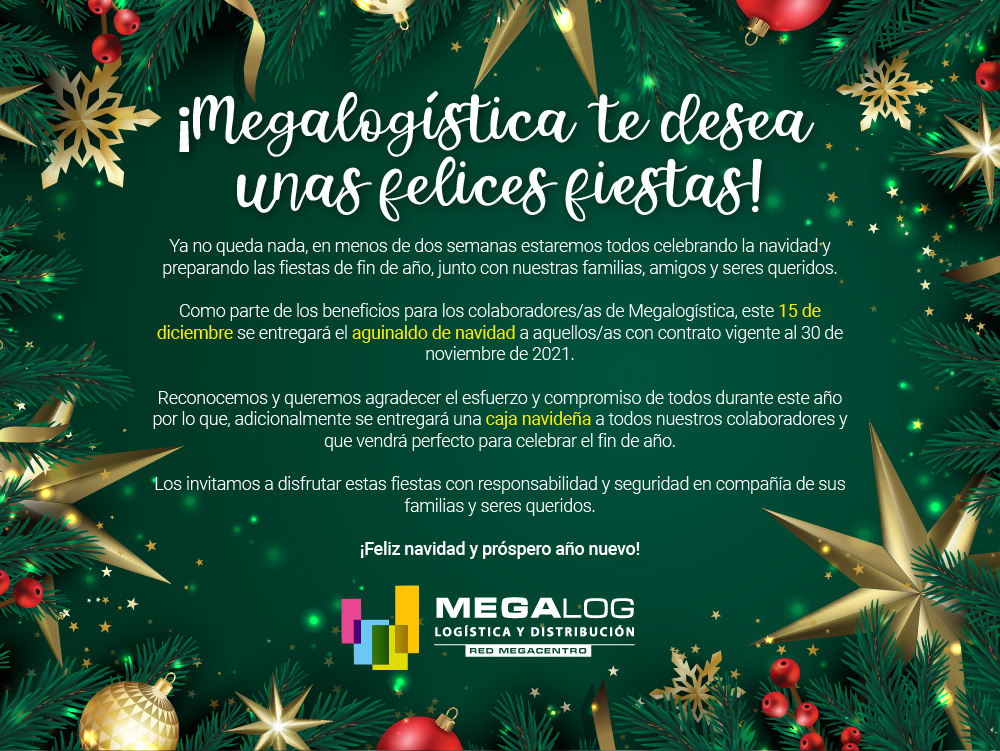 ¡Megalogística te desea
unas felices fiestas!
Ya no queda nada, en menos de dos semanas estaremos todos celebrando la navidad y
preparando las fiestas de fin de año, junto con nuestras familias, amigos y seres queridos.
Como parte de los beneficios para los colaboradores/as de Megalogística, este 15 de
diciembre se entregará el aguinaldo de navidad a aquellos/as con contrato vigente al 30 de
noviembre de 2021.
Reconocemos y queremos agradecer el esfuerzo y compromiso de todos durante este año
por lo que, adicionalmente se entregará una caja navideña a todos nuestros colaboradores y
que vendrá perfecto para celebrar el fin de año.
Los invitamos a disfrutar estas fiestas con responsabilidad y seguridad en compañía de sus
familias y seres queridos.
¡Feliz navidad y próspero año nuevo!
MEGALOG
LOGÍSTICA Y DISTRIBUCIÓN
RED MEGACENTRO